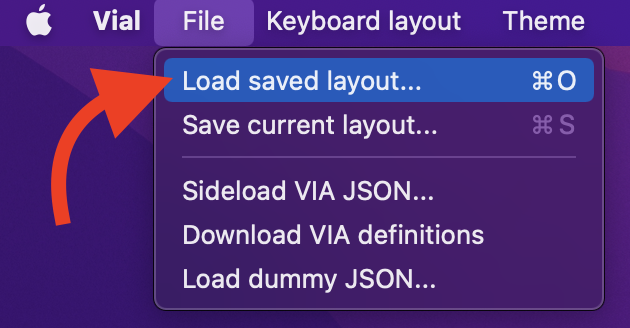 Vial File Keyboard layout Theme
Load saved layout... ⌘O
Save current layout... ⌘S
Sideload VIA JSON...
Download VIA definitions
Load dummy JSON...